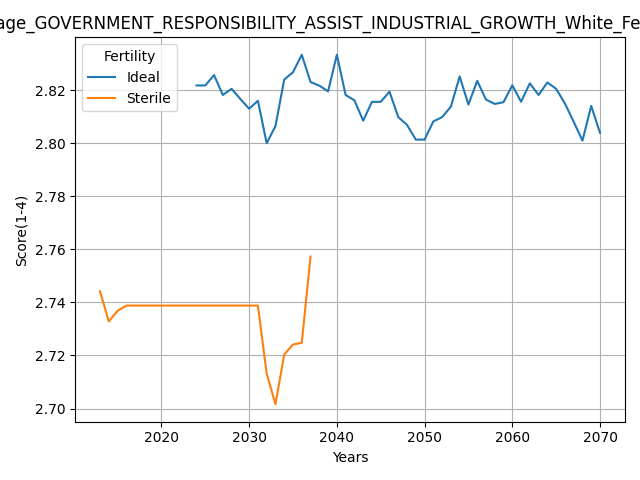 age_GOVERNMENT_RESPONSIBILITY_ASSIST_INDUSTRIAL_GROWTH_White_Fe
Fertility
Ideal
Sterile
Score(1-4)
2.82
2.80
2.78
2.76
2.74
2.72
2.70
2020 2030 2040 2050 2060 2070
Years